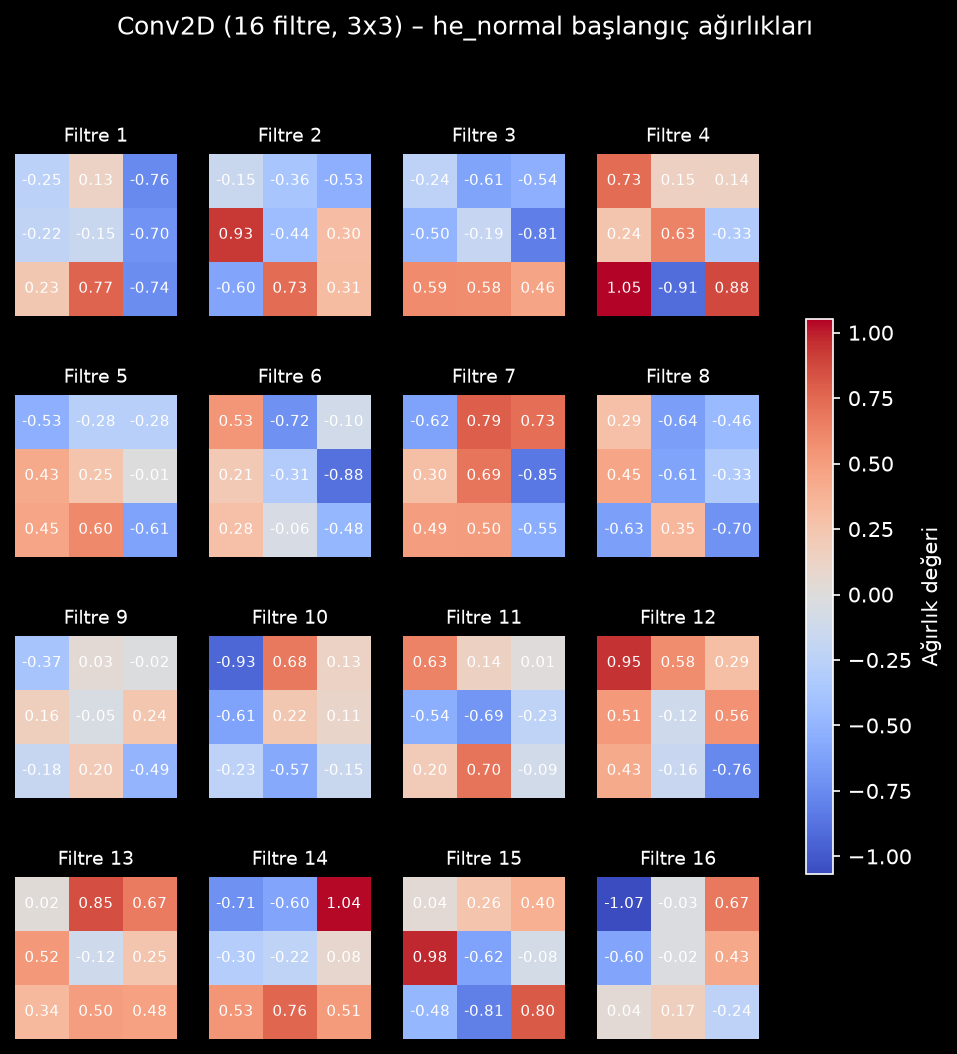 Conv2D (16 filtre, 3x3) – he_normal başlangıç ağırlıkları
Filtre 1 Filtre 2 Filtre 3 Filtre 4
-0.25 0.13 -0.76 -0.15 -0.36 -0.53 -0.24 -0.61 -0.54 0.73 0.15 0.14
-0.22 -0.15 -0.70 0.93 -0.44 0.30 -0.50 -0.19 -0.81 0.24 0.63 -0.33
0.23 0.77 -0.74 -0.60 0.73 0.31 0.59 0.58 0.46 1.05 -0.91 0.88
Filtre 5 Filtre 6 Filtre 7 Filtre 8
-0.53 -0.28 -0.28 0.53 -0.72 -0.10 -0.62 0.79 0.73 0.29 -0.64 -0.46
0.43 0.25 -0.01 0.21 -0.31 -0.88 0.30 0.69 -0.85 0.45 -0.61 -0.33
0.45 0.60 -0.61 0.28 -0.06 -0.48 0.49 0.50 -0.55 -0.63 0.35 -0.70
Filtre 9 Filtre 10 Filtre 11 Filtre 12
-0.37 0.03 -0.02 -0.93 0.68 0.13 0.63 0.14 0.01 0.95 0.58 0.29
0.16 -0.05 0.24 -0.61 0.22 0.11 -0.54 -0.69 -0.23 0.51 -0.12 0.56
-0.18 0.20 -0.49 -0.23 -0.57 -0.15 0.20 0.70 -0.09 0.43 -0.16 -0.76
Filtre 13 Filtre 14 Filtre 15 Filtre 16
0.02 0.85 0.67 -0.71 -0.60 1.04 0.04 0.26 0.40 -1.07 -0.03 0.67
0.52 -0.12 0.25 -0.30 -0.22 0.08 0.98 -0.62 -0.08 -0.60 -0.02 0.43
0.34 0.50 0.48 0.53 0.76 0.51 -0.48 -0.81 0.80 0.04 0.17 -0.24
1.00
0.75
0.50
0.25
0.00
−0.25
−0.50
−0.75
−1.00
Ağırlık değeri